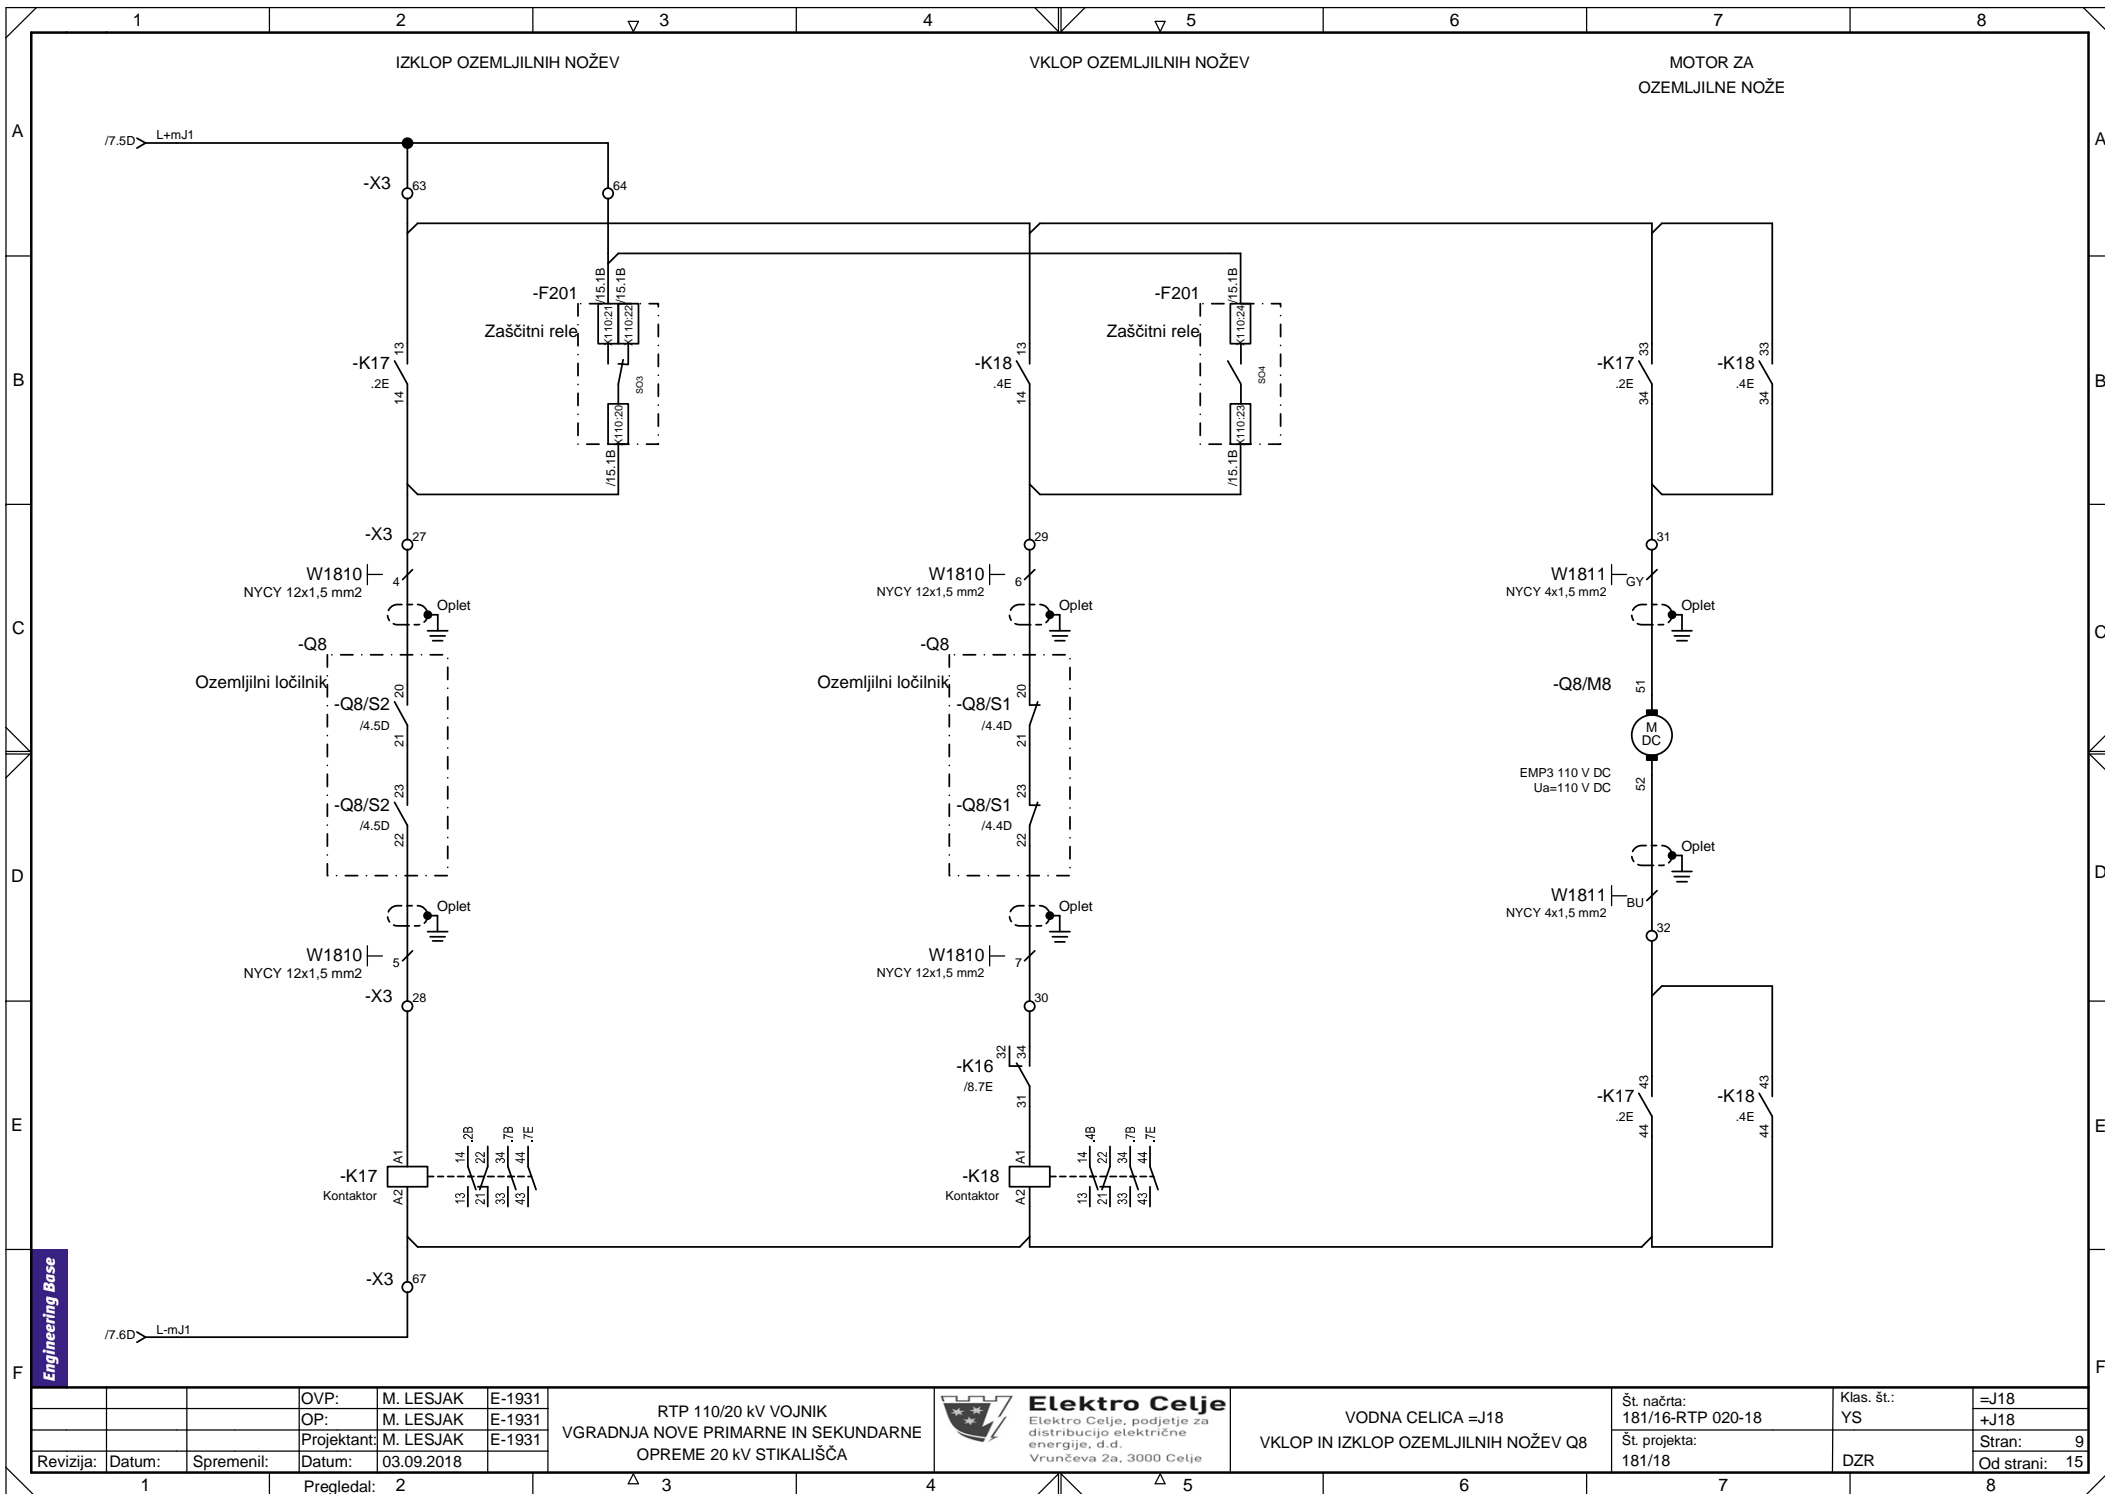 1 2 3 4 5 6 7 8
IZKLOP OZEMLJILNIH NOŽEV
VKLOP OZEMLJILNIH NOŽEV
MOTOR ZA
OZEMLJILNE NOŽE
A A
/7.5D L+mJ1
-X3 63 64
/15.1B /15.1B /15.1B
-F201 -F201
X110:21 X110:22 X110:24
Zaščitni rele Zaščitni rele
13 13 33 33
-K17 -K18 -K17 -K18
.2E .4E .2E .4E
14 14 34 34
SO3 SO4
B B
X110:20 X110:23
/15.1B /15.1B
-X3 27 29 31
W1810 4 W1810 6 W1811 GY
NYCY 12x1,5 mm2 NYCY 12x1,5 mm2 NYCY 4x1,5 mm2
Oplet Oplet Oplet
C C
-Q8 -Q8
Ozemljilni ločilnik Ozemljilni ločilnik
-Q8/M8 51
20 20
-Q8/S2 -Q8/S1
/4.5D /4.4D
21 21
M
DC
EMP3 110 V DC
Ua=110 V DC
52
23 23
-Q8/S2 -Q8/S1
/4.5D /4.4D
22 22
Oplet
D D
W1811 BU
NYCY 4x1,5 mm2
32
Oplet Oplet
W1810 5 W1810 7
NYCY 12x1,5 mm2 NYCY 12x1,5 mm2
-X3 28 30
32 34
-K16
/8.7E
31
43 43
-K17 -K18
.2E .4E
44 44
E E
.2B .7B .7E .4B .7B .7E
A1 14 22 34 44 A1 14 22 34 44
-K17 -K18
Kontaktor Kontaktor
A2 13 21 33 43 A2 13 21 33 43
-X3 67
/7.6D L-mJ1
F F
Engineering Base
OVP: M. LESJAK E-1931
OP: M. LESJAK E-1931
Projektant: M. LESJAK E-1931
Revizija: Datum: Spremenil: Datum: 03.09.2018
Pregledal:
RTP 110/20 kV VOJNIK
VGRADNJA NOVE PRIMARNE IN SEKUNDARNE
OPREME 20 kV STIKALIŠČA
Elektro Celje
Elektro Celje, podjetje za
distribucijo električne
energije, d.d.
Vrunčeva 2a, 3000 Celje
VODNA CELICA =J18
VKLOP IN IZKLOP OZEMLJILNIH NOŽEV Q8
Št. načrta:
181/16-RTP 020-18
Št. projekta:
181/18
Klas. št.:
YS
DZR
=J18
+J18
Stran: 9
Od strani: 15
1 2 3 4 5 6 7 8